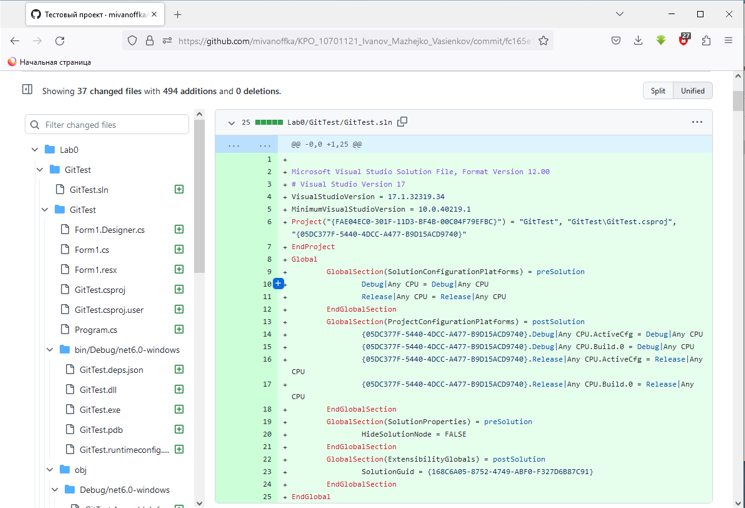 Тестовый проект · mivanoffka/
https://github.com/mivanoffka/KPO_10701121_Ivanov_Mazhejko_Vasienkov/commit/fc165e
27
Начальная страница
Showing 37 changed files with 494 additions and 0 deletions.
Split Unified
Filter changed files
Lab0
GitTest
GitTest.sln
GitTest
Form1.Designer.cs
Form1.cs
Form1.resx
GitTest.csproj
GitTest.csproj.user
Program.cs
bin/Debug/net6.0-windows
GitTest.deps.json
GitTest.dll
GitTest.exe
GitTest.pdb
GitTest.runtimeconfig....
obj
Debug/net6.0-windows
25 Lab0/GitTest/GitTest.sln
... ... @@ -0,0 +1,25 @@
1 +
2 + Microsoft Visual Studio Solution File, Format Version 12.00
3 + # Visual Studio Version 17
4 + VisualStudioVersion = 17.1.32319.34
5 + MinimumVisualStudioVersion = 10.0.40219.1
6 + Project("{FAE04EC0-301F-11D3-BF4B-00C04F79EFBC}") = "GitTest", "GitTest\GitTest.csproj",
"{05DC377F-5440-4DCC-A477-B9D15ACD9740}"
7 + EndProject
8 + Global
9 + GlobalSection(SolutionConfigurationPlatforms) = preSolution
10 + Debug|Any CPU = Debug|Any CPU
11 + Release|Any CPU = Release|Any CPU
12 + EndGlobalSection
13 + GlobalSection(ProjectConfigurationPlatforms) = postSolution
14 + {05DC377F-5440-4DCC-A477-B9D15ACD9740}.Debug|Any CPU.ActiveCfg = Debug|Any CPU
15 + {05DC377F-5440-4DCC-A477-B9D15ACD9740}.Debug|Any CPU.Build.0 = Debug|Any CPU
16 + {05DC377F-5440-4DCC-A477-B9D15ACD9740}.Release|Any CPU.ActiveCfg = Release|Any
CPU
17 + {05DC377F-5440-4DCC-A477-B9D15ACD9740}.Release|Any CPU.Build.0 = Release|Any
CPU
18 + EndGlobalSection
19 + GlobalSection(SolutionProperties) = preSolution
20 + HideSolutionNode = FALSE
21 + EndGlobalSection
22 + GlobalSection(ExtensibilityGlobals) = postSolution
23 + SolutionGuid = {168C6A05-8752-4749-ABF0-F327D6B87C91}
24 + EndGlobalSection
25 + EndGlobal